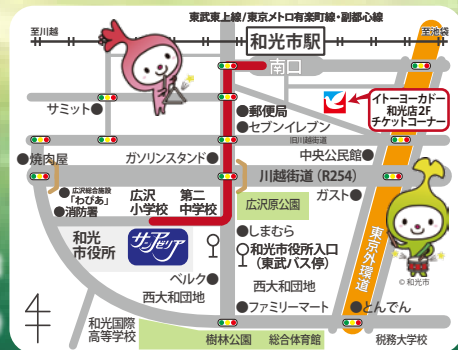 東武東上線/東京メトロ有楽町線・副都心線
至川越
至池袋
和光市駅
南口
サミット
郵便局
セブンイレブン
イトーヨーカドー
和光店2F
チケットコーナー
旧川越街道
焼肉屋
ガソリンスタンド
中央公民館
川越街道（R254）
広沢総合施設
「わぴあ」
消防署
広沢
小学校
第二
中学校
ガスト
広沢原公園
東京外環道
和光
市役所
サンアゼリア
しまむら
和光市役所入口
（東武バス停）
©和光市
ベルク
西大和団地
西大和団地
ファミリーマート
とんでん
和光国際
高等学校
樹林公園
総合体育館
税務大学校